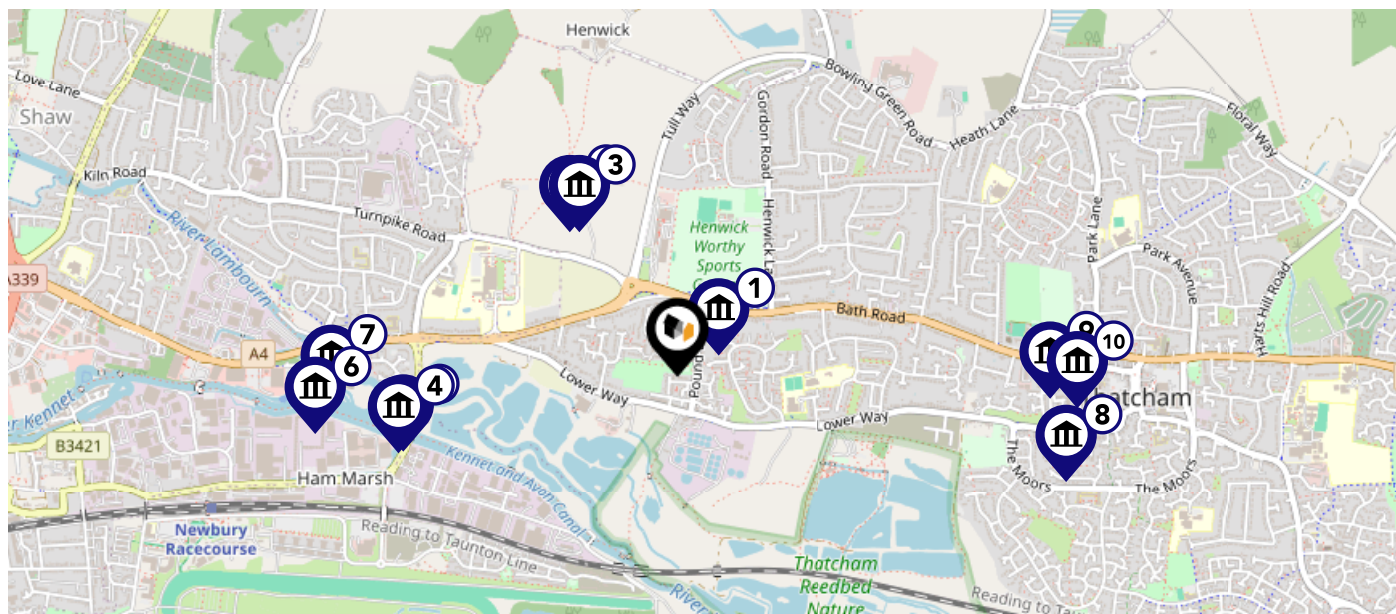 Henwick
Love Lane
Shaw
Tull Way
Gordon Road
Bowling Green Road
Heath Lane
Floral Way
Kiln Road
3
River Lambourn
Turnpike Road
Henwick
Worthy
Sports
Henwick
Park Lane
Park Avenue
A339
1
Bath Road
Harts Hill Road
7
A4
6
9
10
Thatcham
4
Lower Way
Pound
Lower Way
8
er Kennet
B3421
Ham Marsh
Kennet and Avon Canal
The Moors
The Moors
Newbury
Racecourse
Reading to Taunton Line
Thatcham
Reedbed
Nature
River
Reading to Tau